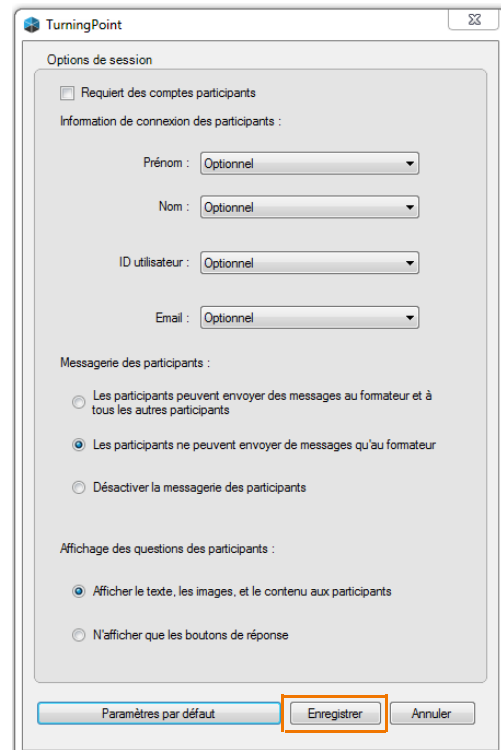 TurningPoint
Options de session
Requiert des comptes participants
Information de connexion des participants :
Prénom : Optionnel
Nom : Optionnel
ID utilisateur : Optionnel
Email : Optionnel
Messagerie des participants :
Les participants peuvent envoyer des messages au formateur et à
tous les autres participants
Les participants ne peuvent envoyer de messages qu'au formateur
Désactiver la messagerie des participants
Affichage des questions des participants :
Afficher le texte, les images, et le contenu aux participants
N'afficher que les boutons de réponse
Paramètres par défaut Enregistrer Annuler